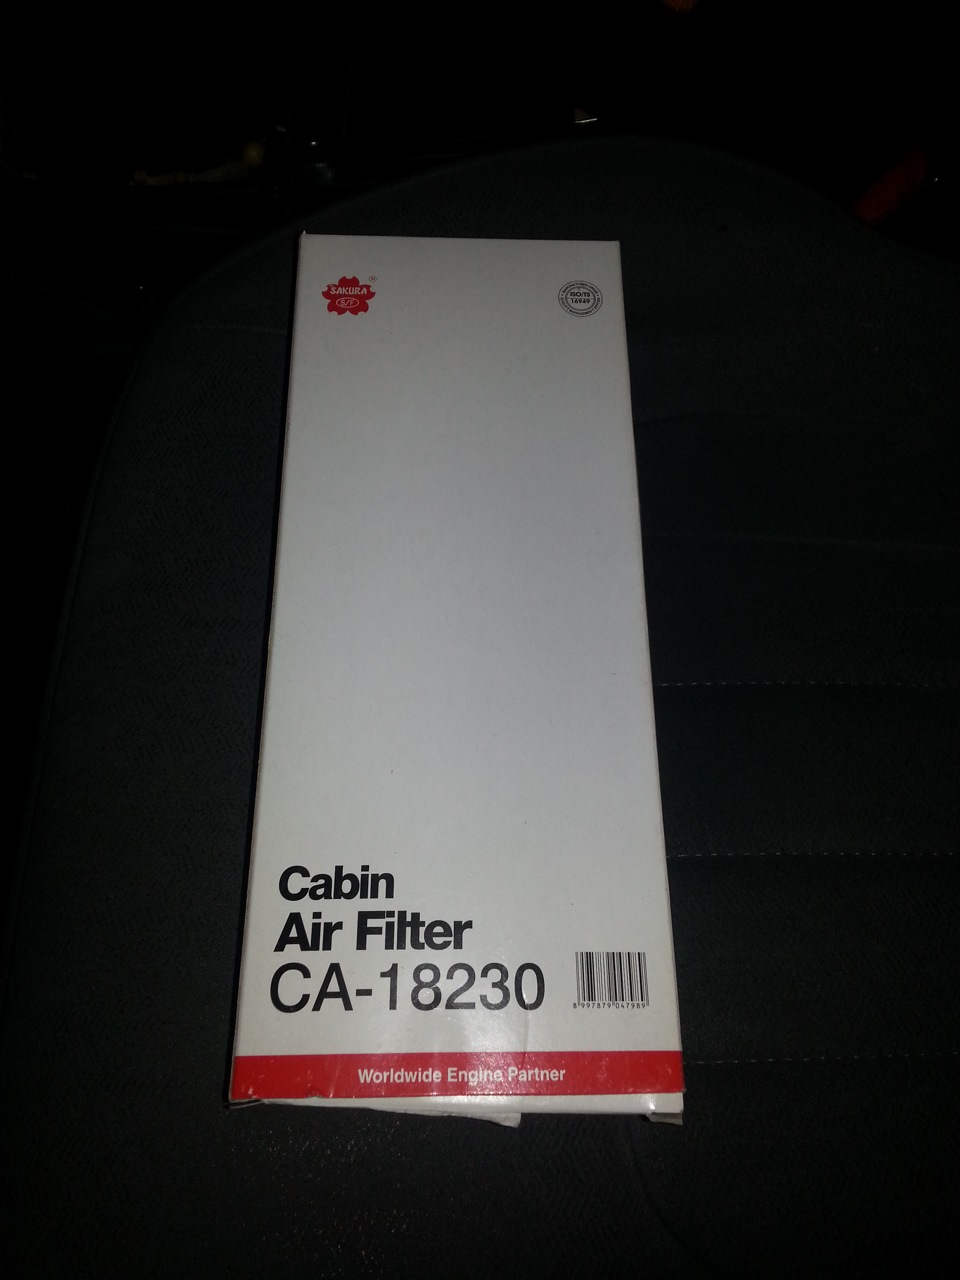 SAKURA
®
S/F
ISO/TS
16949
Cabin
Air Filter
CA-18230
8 997879 047989
Worldwide Engine Partner